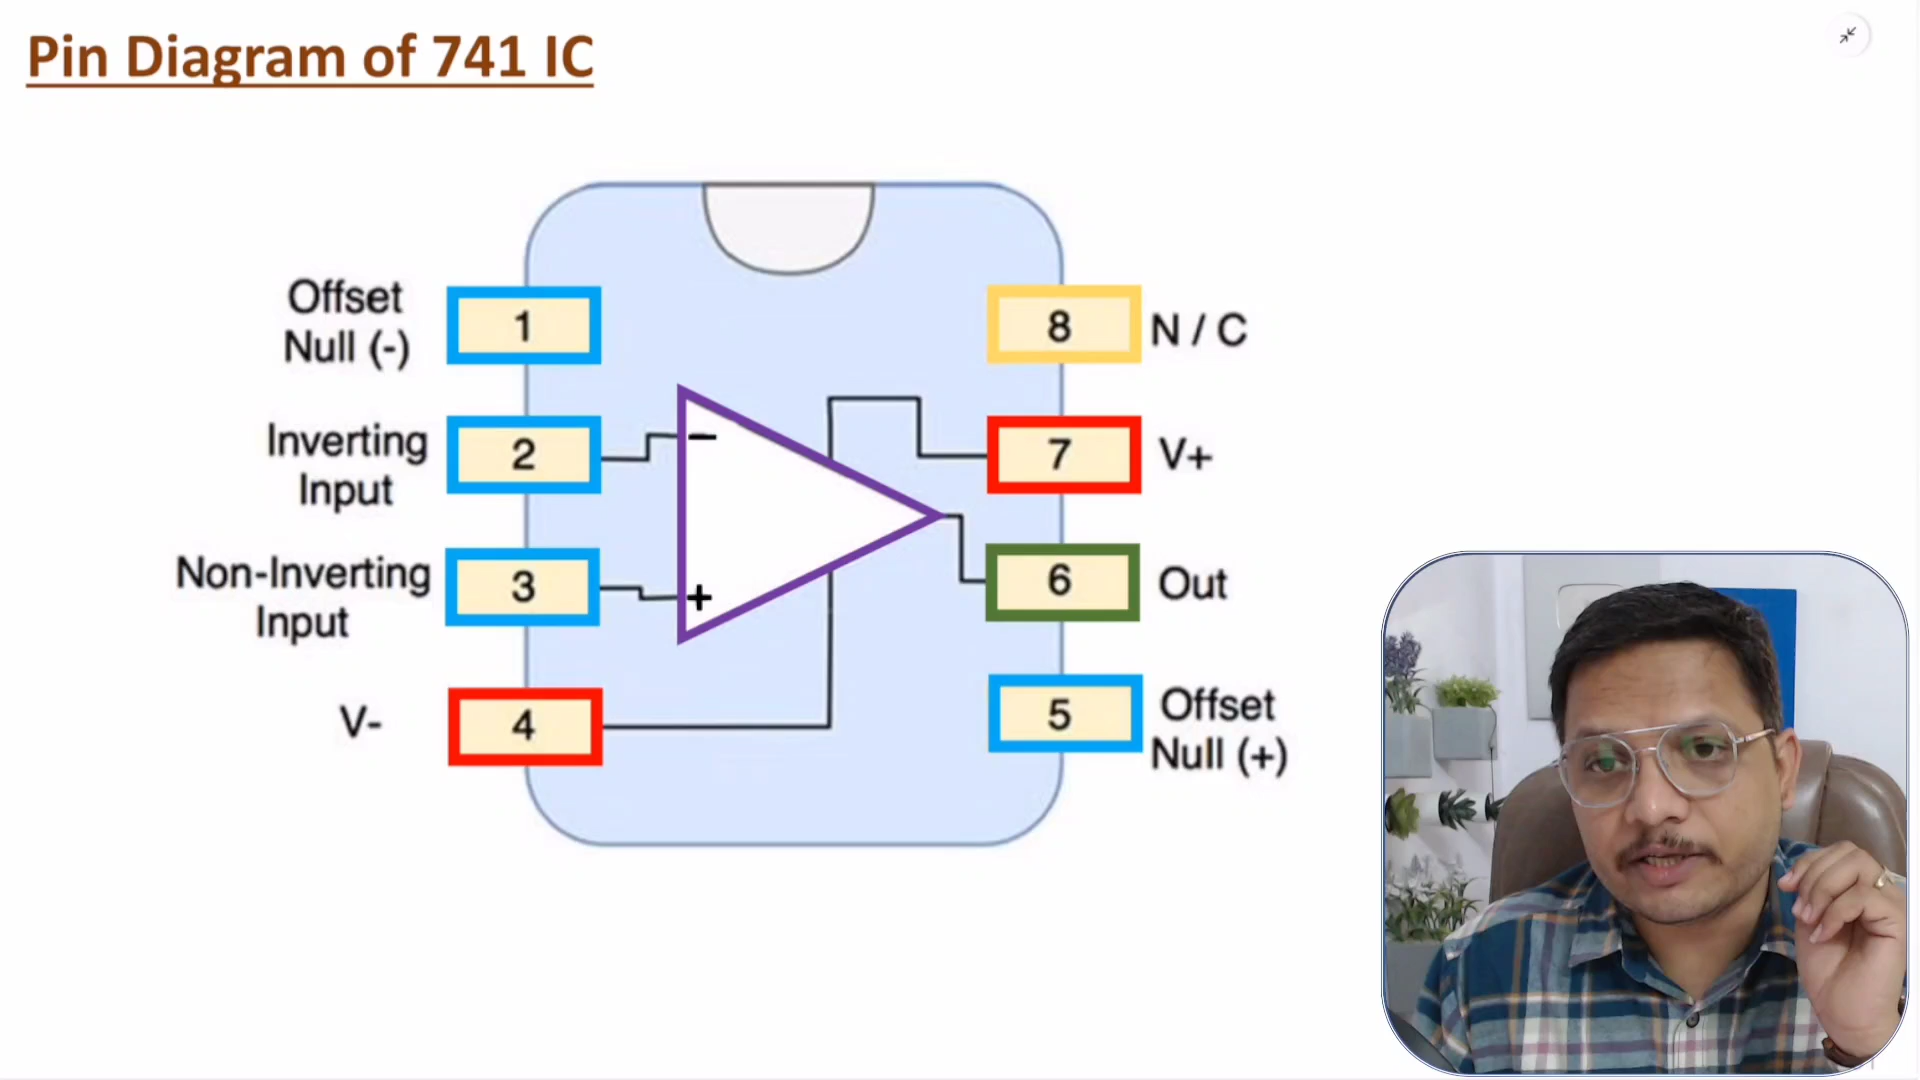 Pin Diagram of 741 IC
Offset
Null (-)
1
8
N / C
Inverting
Input
2
−
7
V+
Non-Inverting
Input
3
+
6
Out
V-
4
5
Offset
Null (+)